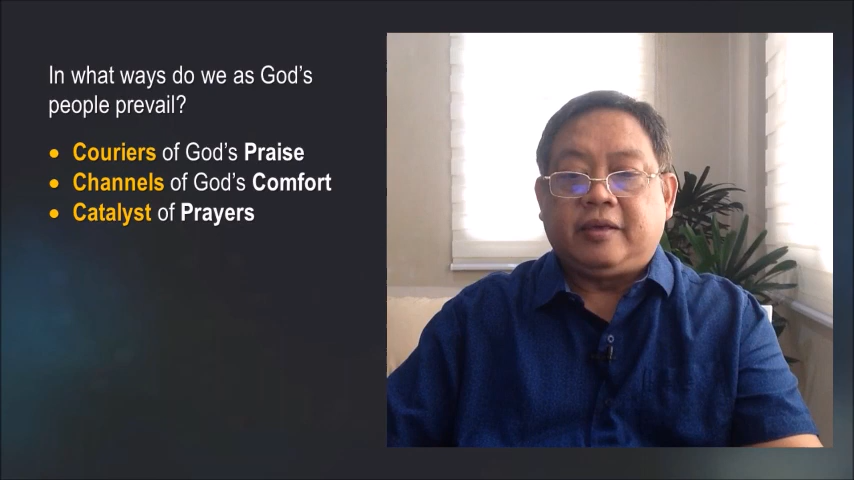 In what ways do we as God's
people prevail?
• Couriers of God's Praise
• Channels of God's Comfort
• Catalyst of Prayers